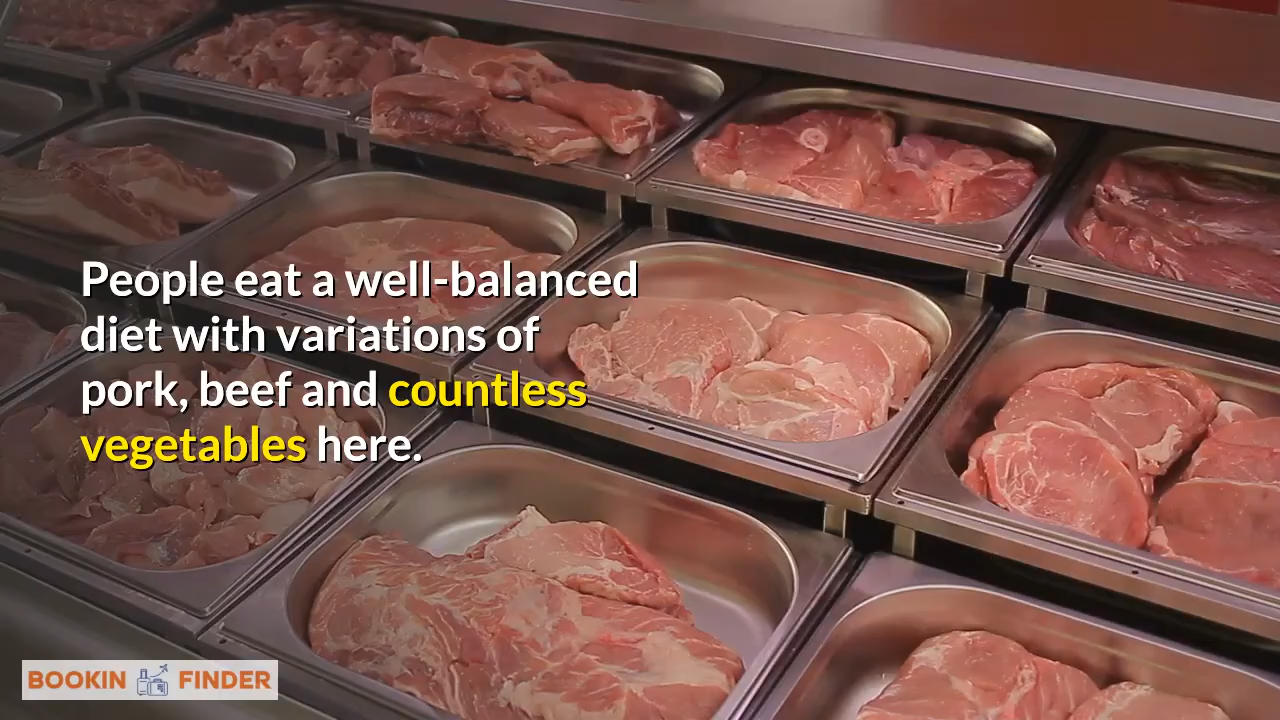 People eat a well-balanced
diet with variations of
pork, beef and countless
vegetables here.
BOOKIN FINDER